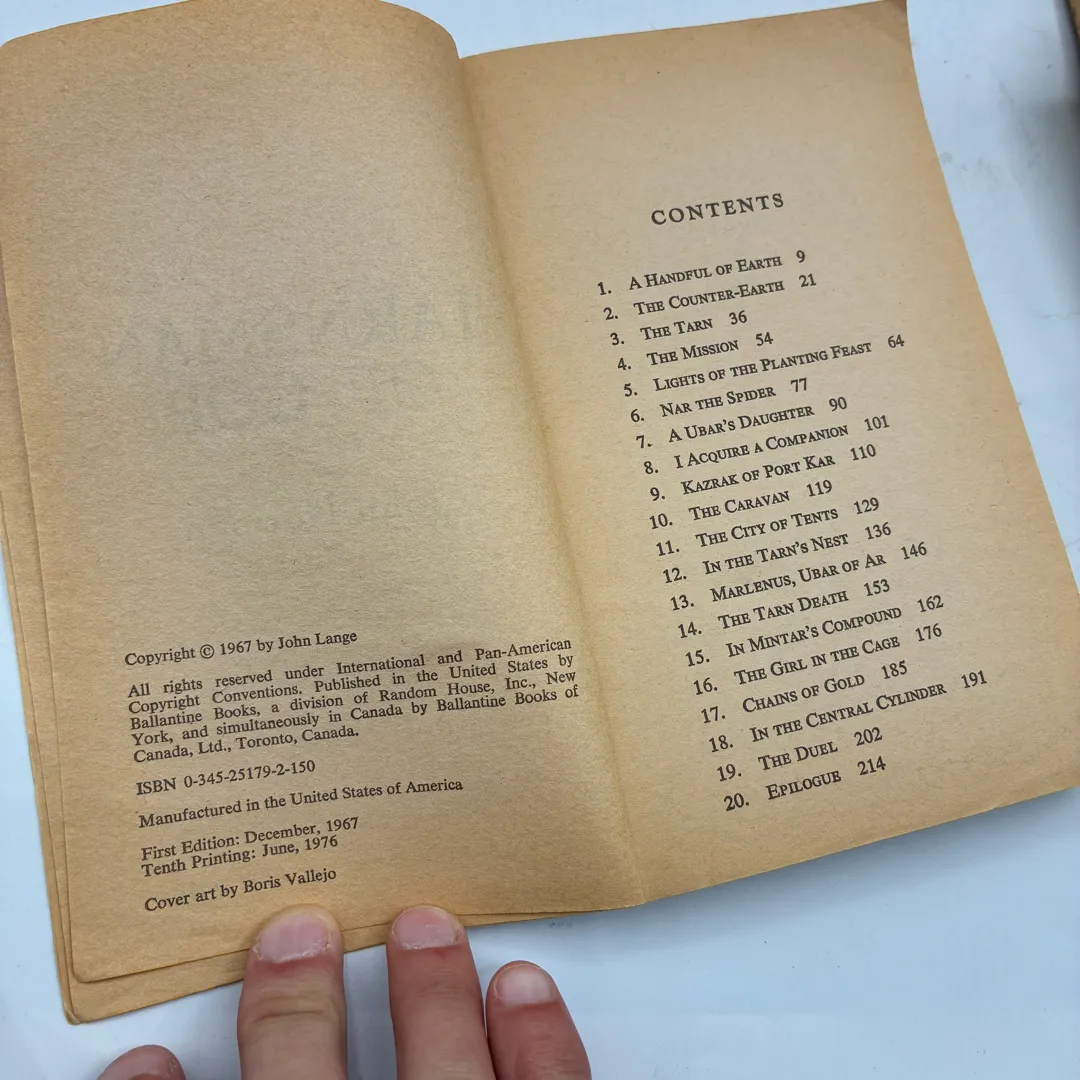 Copyright © 1967 by John Lange
All rights reserved under International and Pan-American
Copyright Conventions. Published in the United States by
Ballantine Books, a division of Random House, Inc., New
York, and simultaneously in Canada by Ballantine Books of
Canada, Ltd., Toronto, Canada.
ISBN 0-345-25179-2-150
Manufactured in the United States of America
First Edition: December, 1967
Tenth Printing: June, 1976
Cover art by Boris Vallejo
CONTENTS
1. A HANDFUL OF EARTH 9
2. THE COUNTER-EARTH 21
3. THE TARN 36
4. THE MISSION 54
5. LIGHTS OF THE PLANTING FEAST 64
6. NAR THE SPIDER 77
7. A UBAR'S DAUGHTER 90
8. I ACQUIRE A COMPANION 101
9. KAZRAK OF PORT KAR 110
10. THE CARAVAN 119
11. THE CITY OF TENTS 129
12. IN THE TARN'S NEST 136
13. MARLENUS, UBAR OF AR 146
14. THE TARN DEATH 153
15. IN MINTAR'S COMPOUND 162
16. THE GIRL IN THE CAGE 176
17. CHAINS OF GOLD 185
18. IN THE CENTRAL CYLINDER 191
19. THE DUEL 202
20. EPILOGUE 214